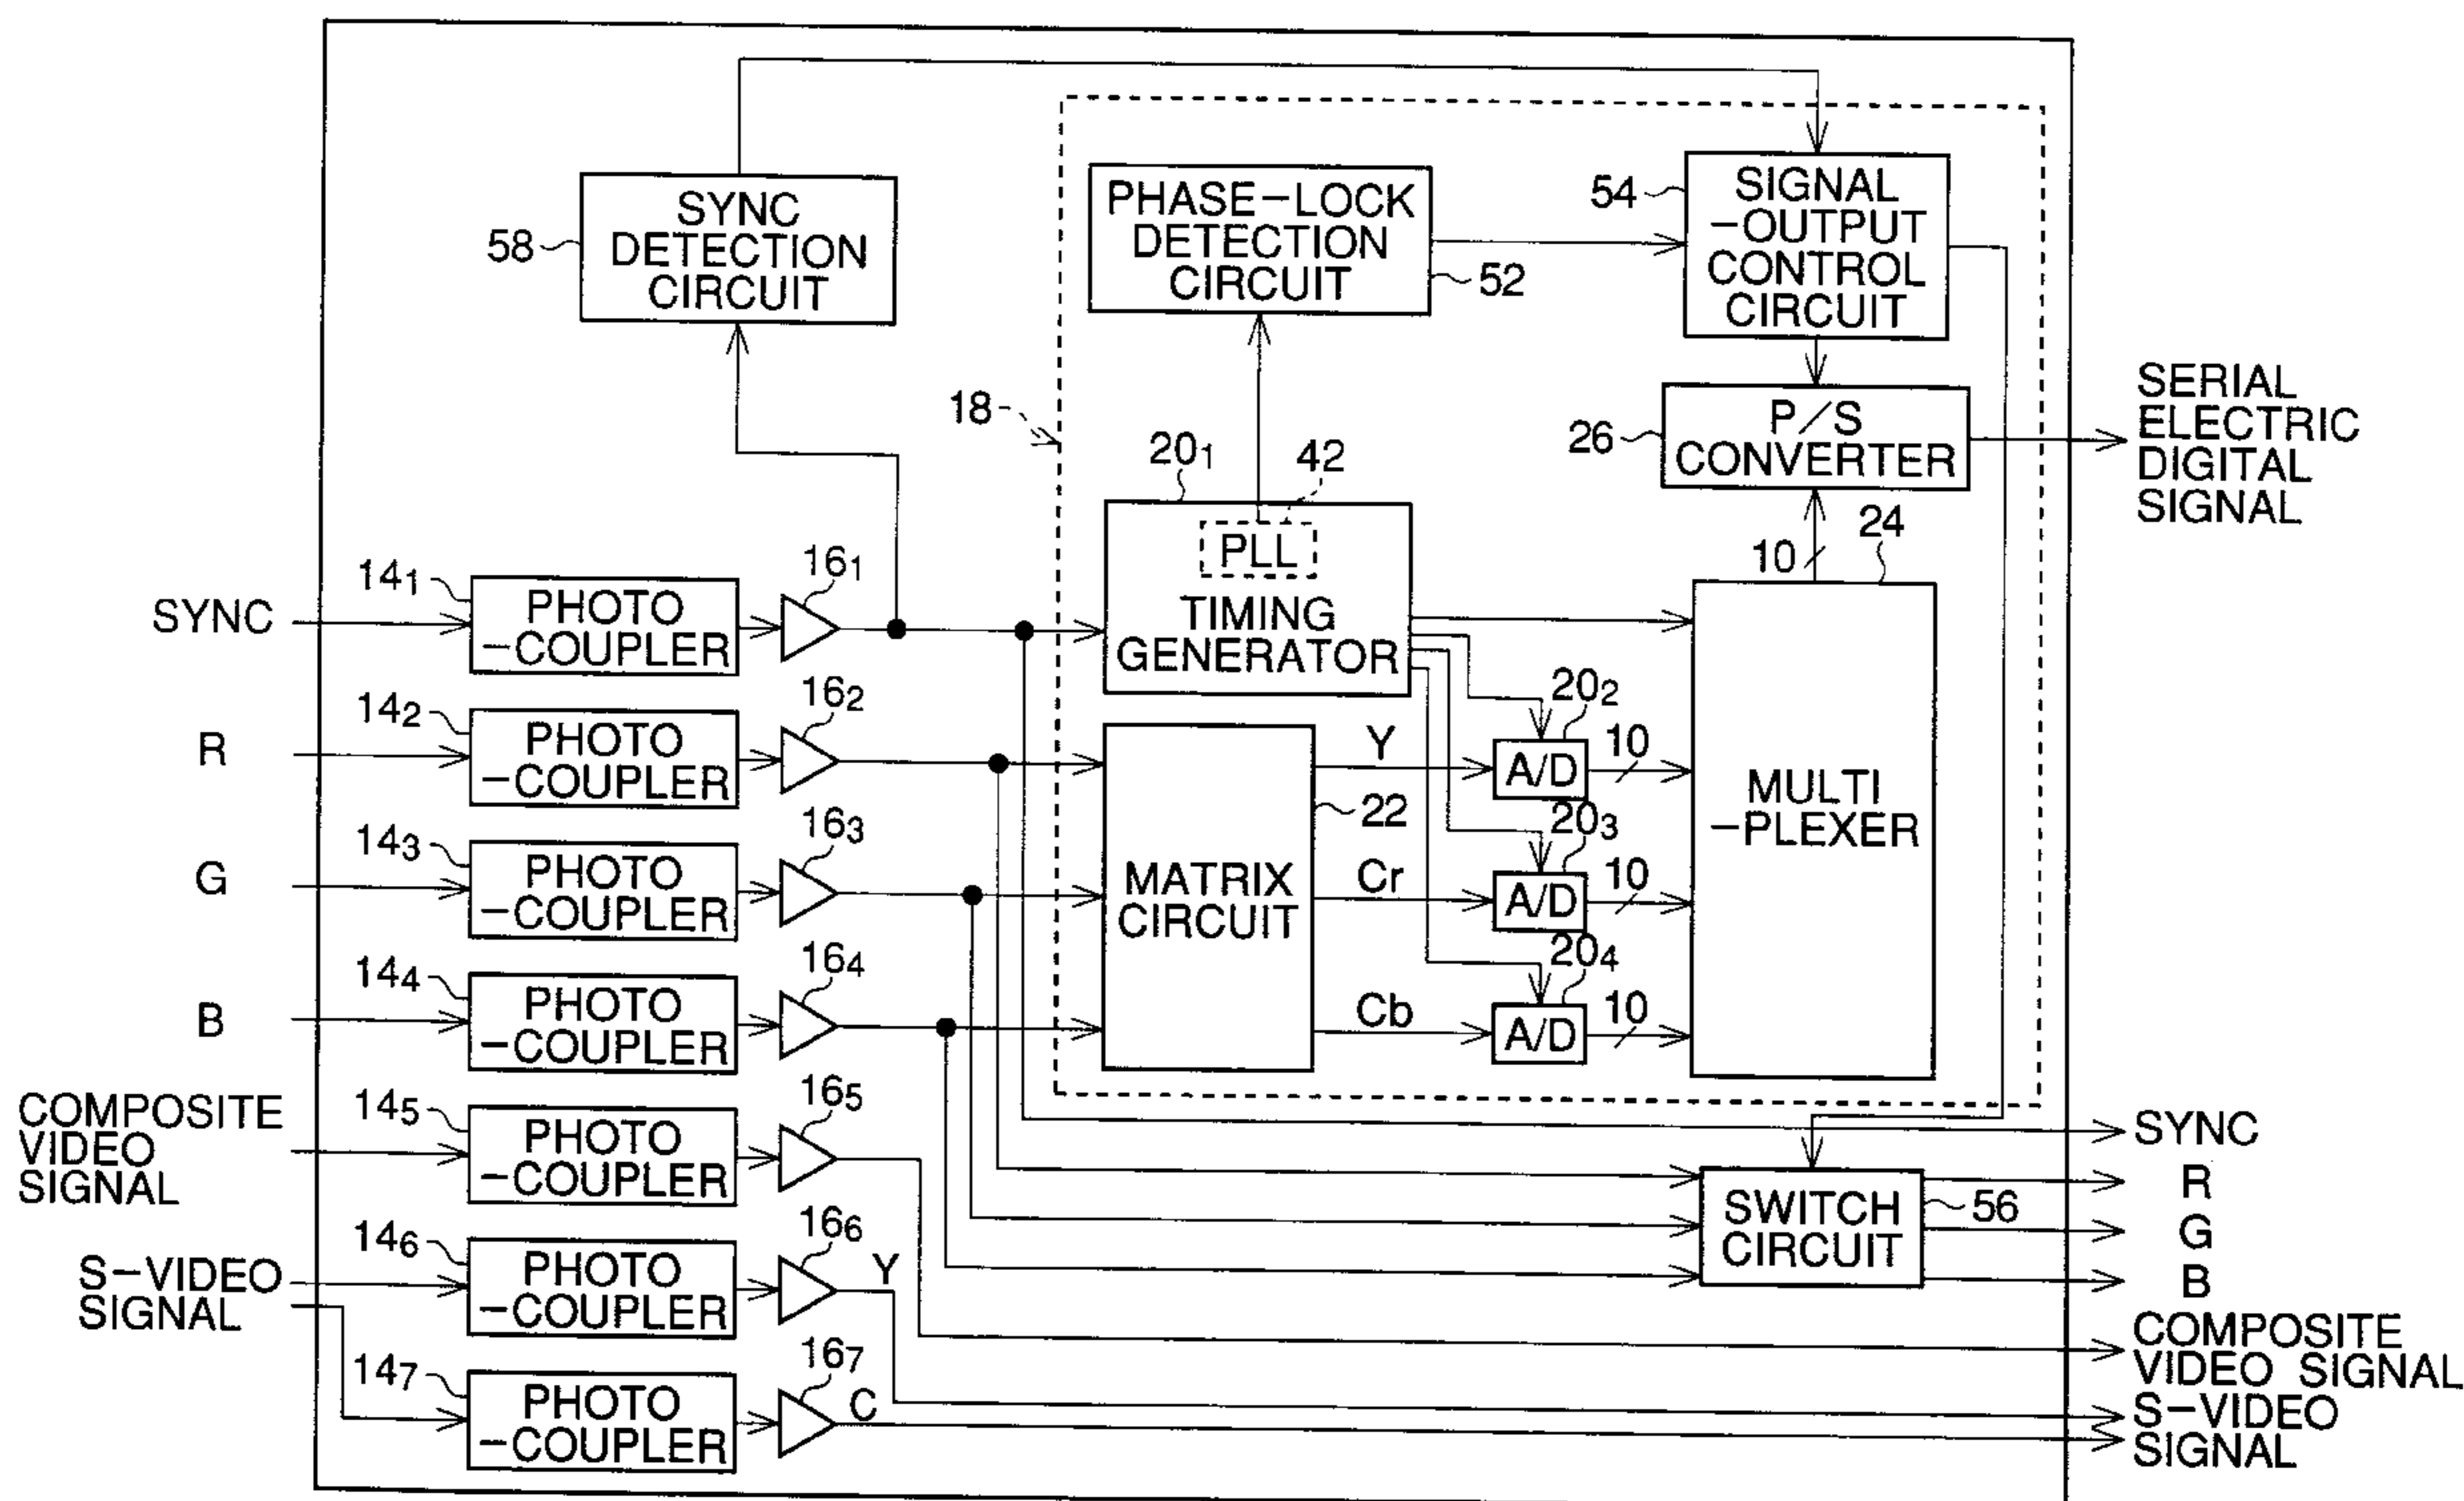 SYNC
DETECTION
CIRCUIT
58
PHASE-LOCK
DETECTION
CIRCUIT
52
54
SIGNAL
-OUTPUT
CONTROL
CIRCUIT
18
20₁
42
PLL
TIMING
GENERATOR
26
P/S
CONVERTER
SERIAL
ELECTRIC
DIGITAL
SIGNAL
10
24
MULTI
-PLEXER
SYNC
14₁
PHOTO
-COUPLER
16₁
R
14₂
PHOTO
-COUPLER
16₂
G
14₃
PHOTO
-COUPLER
16₃
B
14₄
PHOTO
-COUPLER
16₄
COMPOSITE
VIDEO
SIGNAL
14₅
PHOTO
-COUPLER
16₅
S-VIDEO
SIGNAL
14₆
PHOTO
-COUPLER
16₆
Y
14₇
PHOTO
-COUPLER
16₇
C
MATRIX
CIRCUIT
22
Y
20₂
A/D
10
Cr
20₃
A/D
10
Cb
20₄
A/D
10
SWITCH
CIRCUIT
56
SYNC
R
G
B
COMPOSITE
VIDEO SIGNAL
S-VIDEO
SIGNAL